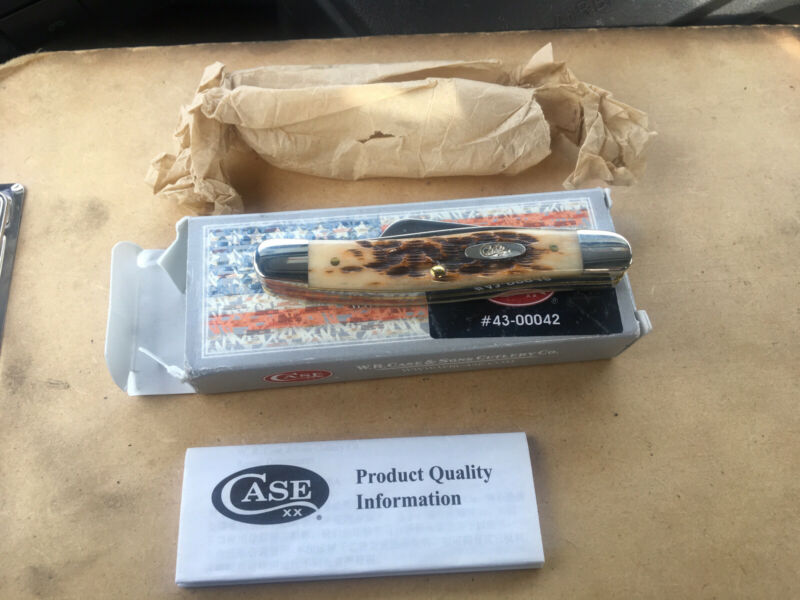 Case
#43-00042
CASE
W.R. CASE & SONS CUTLERY CO.
CASE
XX
Product Quality
Information